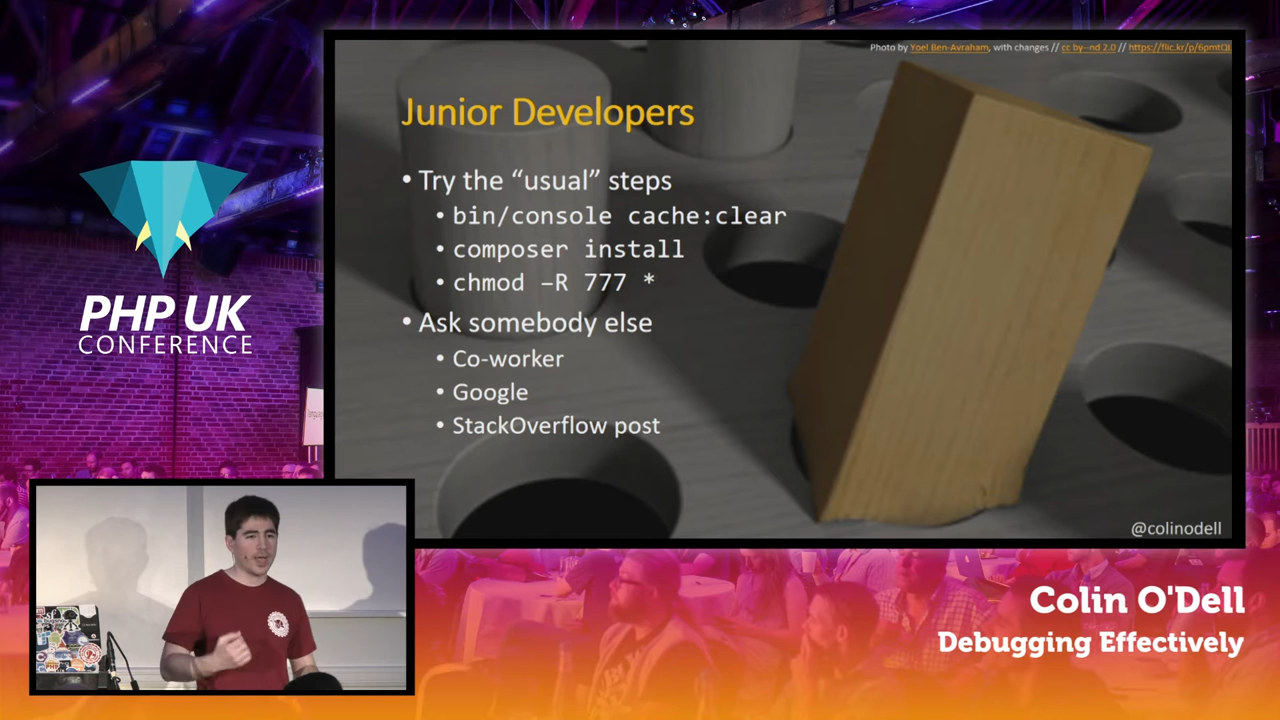 Photo by Yoel Ben-Avraham, with changes // cc by--nd 2.0 // https://flic.kr/p/6pmtQL
Junior Developers
• Try the “usual” steps
• bin/console cache:clear
• composer install
• chmod –R 777 *
• Ask somebody else
• Co-worker
• Google
• StackOverflow post
@colinodell
PHP UK
CONFERENCE
Colin O'Dell
Debugging Effectively